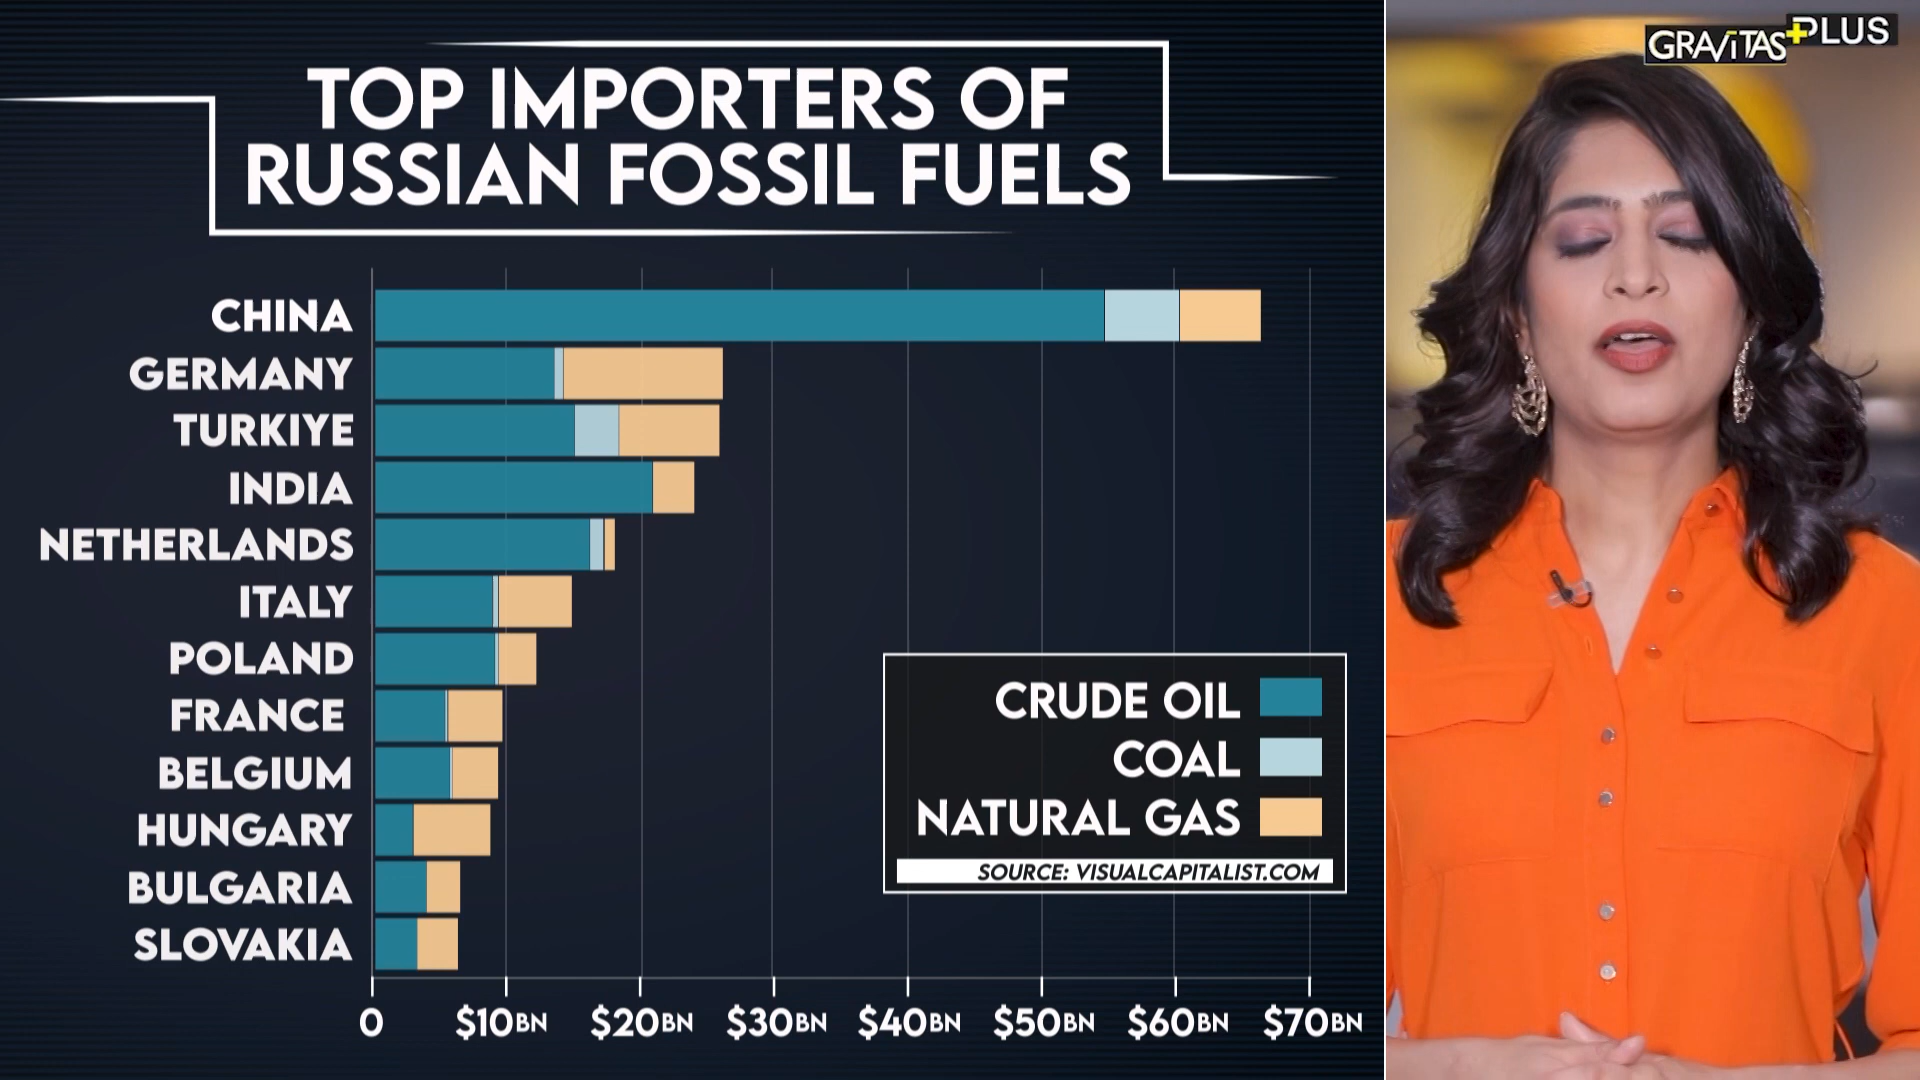 TOP IMPORTERS OF
RUSSIAN FOSSIL FUELS
CHINA
GERMANY
TURKIYE
INDIA
NETHERLANDS
ITALY
POLAND
FRANCE
BELGIUM
HUNGARY
BULGARIA
SLOVAKIA
0 $10BN $20BN $30BN $40BN $50BN $60BN $70BN
CRUDE OIL
COAL
NATURAL GAS
SOURCE: VISUALCAPITALIST.COM
GRAVITAS+PLUS